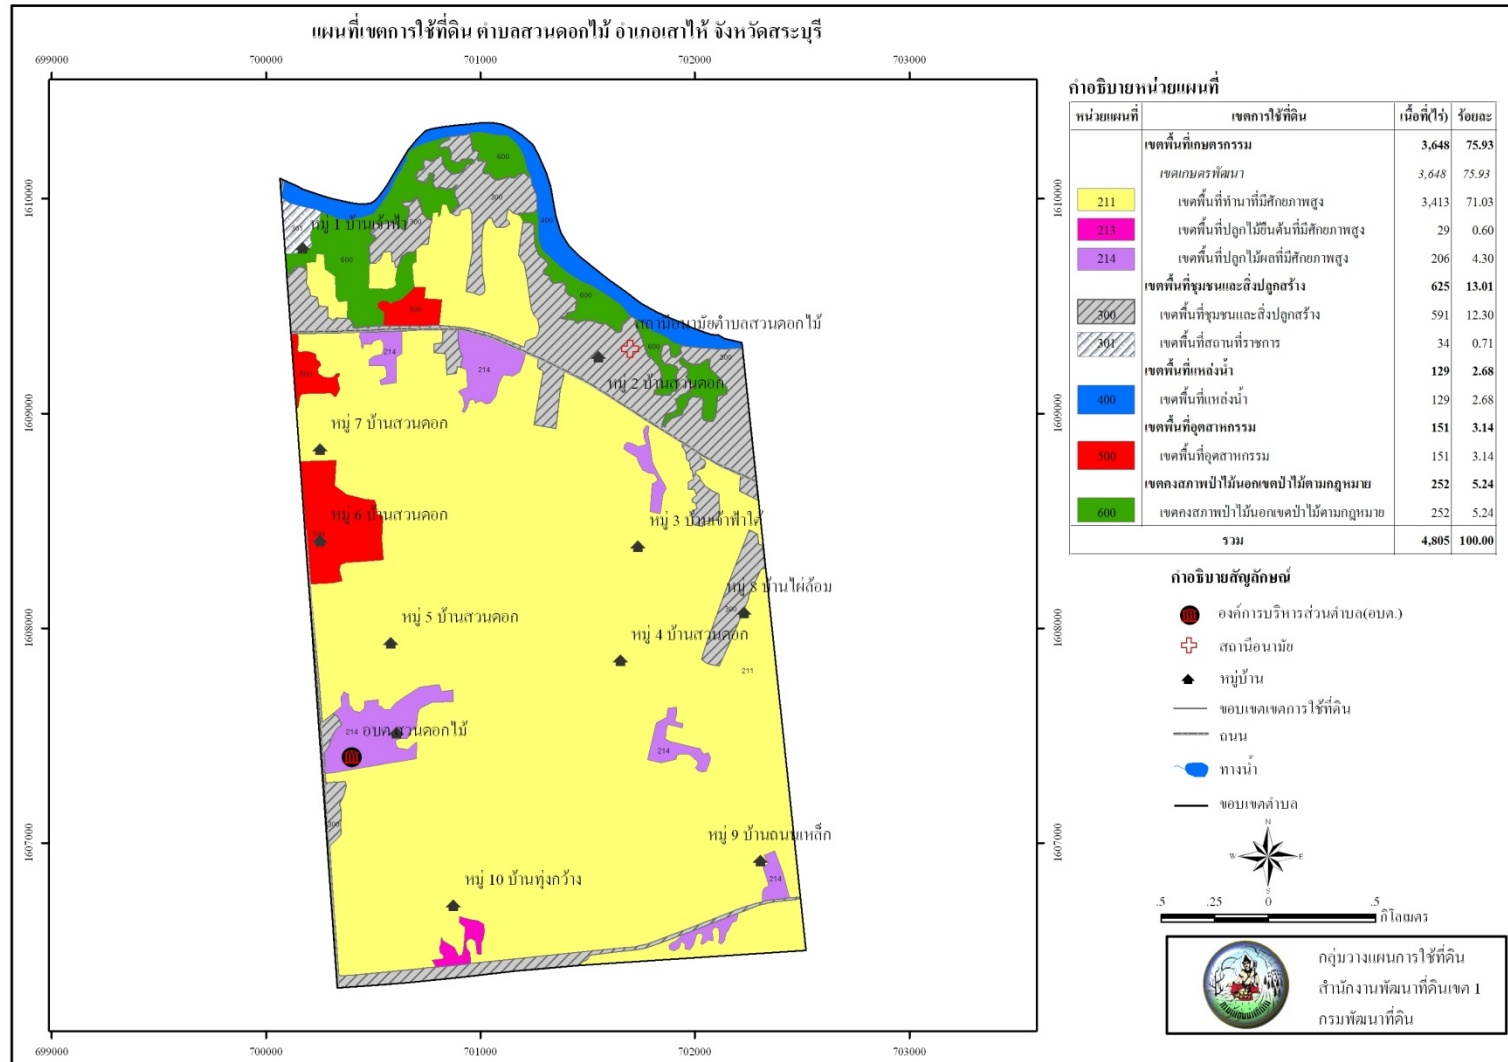 แผนที่เขตการใช้ที่ดิน ตำบลสวนดอกไม้ อำเภอเสาไห้ จังหวัดสระบุรี
699000 700000 701000 702000 703000
1610000 1610000
1609000 1609000
1608000 1608000
1607000 1607000
699000 700000 701000 702000 703000
600
300
301 หมู่ 1 บ้านเจ้าฟ้า 300 400
600
600
500
สถานีอนามัยตำบลสวนดอกไม้
214 600 300
500 214
หมู่ 2 บ้านสวนดอก
หมู่ 7 บ้านสวนดอก
หมู่ 6 บ้านสวนดอก
หมู่ 3 บ้านเจ้าฟ้าใต้
หมู่ 8 บ้านไผ่ล้อม
300
หมู่ 5 บ้านสวนดอก
หมู่ 4 บ้านสวนดอก
211
214 อบต.สวนดอกไม้
214
300
หมู่ 9 บ้านถนนเหล็ก
214
หมู่ 10 บ้านทุ่งกว้าง
คำอธิบายหน่วยแผนที่
หน่วยแผนที่ เขตการใช้ที่ดิน เนื้อที่(ไร่) ร้อยละ
เขตพื้นที่เกษตรกรรม 3,648 75.93
เขตเกษตรพัฒนา 3,648 75.93
211 เขตพื้นที่ทำนาที่มีศักยภาพสูง 3,413 71.03
213 เขตพื้นที่ปลูกไม้ยืนต้นที่มีศักยภาพสูง 29 0.60
214 เขตพื้นที่ปลูกไม้ผลที่มีศักยภาพสูง 206 4.30
เขตพื้นที่ชุมชนและสิ่งปลูกสร้าง 625 13.01
300 เขตพื้นที่ชุมชนและสิ่งปลูกสร้าง 591 12.30
301 เขตพื้นที่สถานที่ราชการ 34 0.71
เขตพื้นที่แหล่งน้ำ 129 2.68
400 เขตพื้นที่แหล่งน้ำ 129 2.68
เขตพื้นที่อุตสาหกรรม 151 3.14
500 เขตพื้นที่อุตสาหกรรม 151 3.14
เขตคงสภาพป่าไม้นอกเขตป่าไม้ตามกฎหมาย 252 5.24
600 เขตคงสภาพป่าไม้นอกเขตป่าไม้ตามกฎหมาย 252 5.24
รวม 4,805 100.00
คำอธิบายสัญลักษณ์
องค์การบริหารส่วนตำบล(อบต.)
สถานีอนามัย
หมู่บ้าน
ขอบเขตเขตการใช้ที่ดิน
ถนน
ทางน้ำ
ขอบเขตตำบล
N
W E
S
.5 .25 0 .5
กิโลเมตร
กลุ่มวางแผนการใช้ที่ดิน
สำนักงานพัฒนาที่ดินเขต 1
กรมพัฒนาที่ดิน